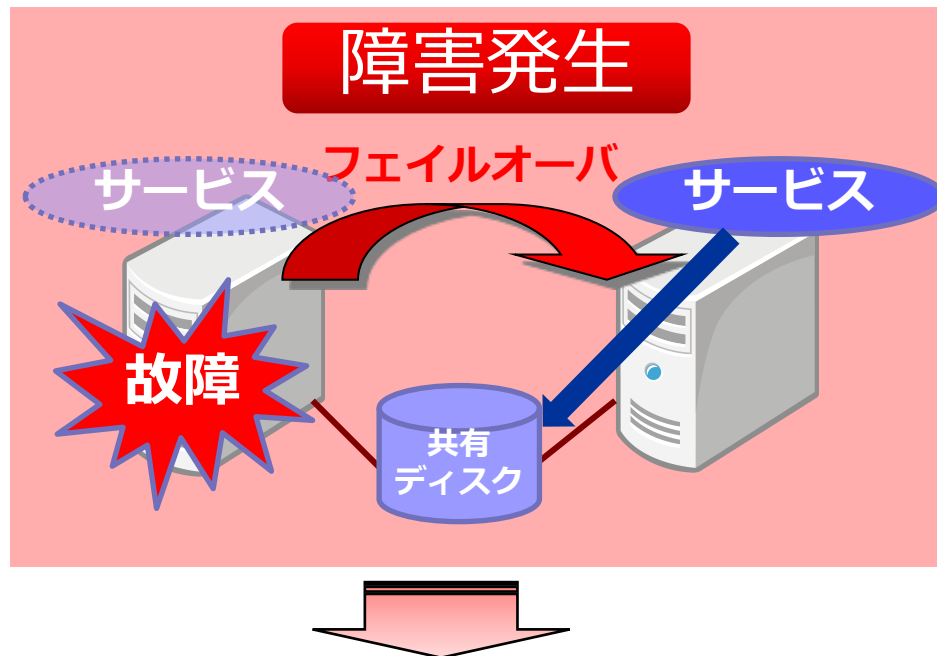 障害発生
フェイルオーバ
サービス
サービス
故障
共有
ディスク